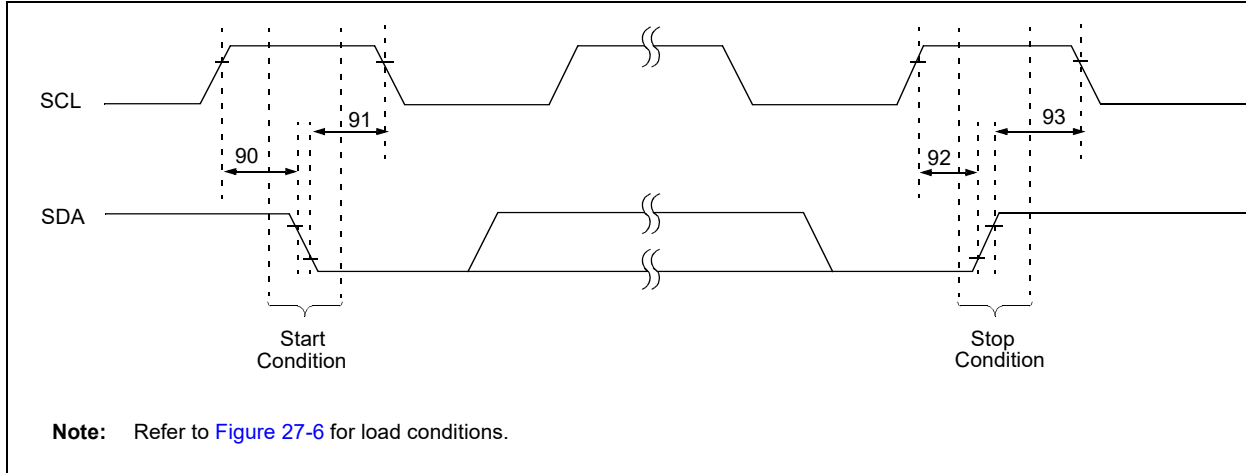 SCL
91
93
90
92
SDA
Start
Condition
Stop
Condition
Note: Refer to Figure 27-6 for load conditions.